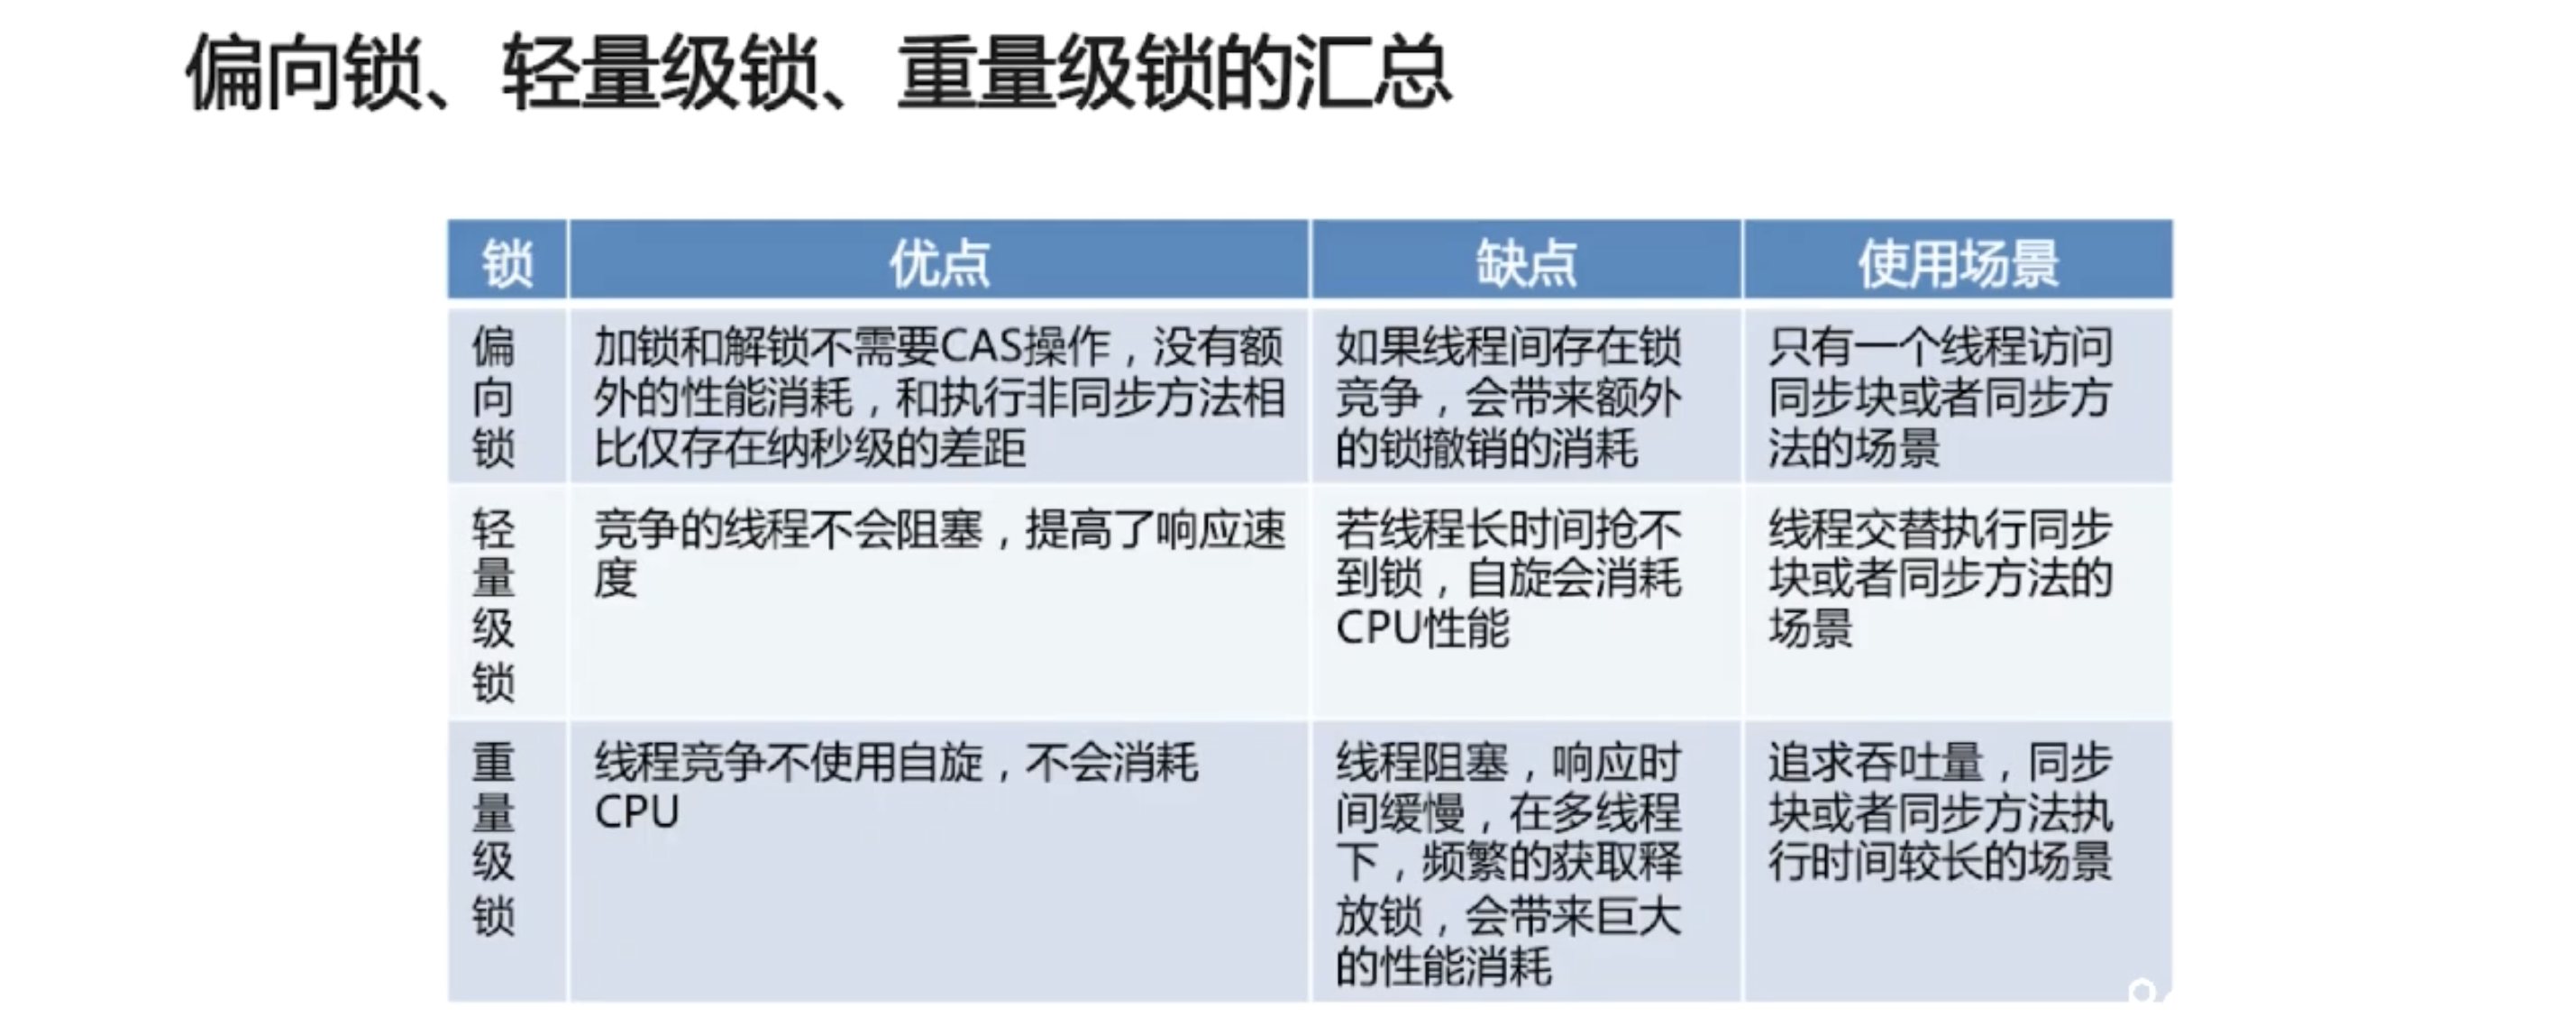 偏向锁、轻量级锁、重量级锁的汇总
锁
优点
缺点
使用场景
偏
向
锁
加锁和解锁不需要CAS操作，没有额
外的性能消耗，和执行非同步方法相
比仅存在纳秒级的差距
如果线程间存在锁
竞争，会带来额外
的锁撤销的消耗
只有一个线程访问
同步块或者同步方
法的场景
轻
量
级
锁
竞争的线程不会阻塞，提高了响应速
度
若线程长时间抢不
到锁，自旋会消耗
CPU性能
线程交替执行同步
块或者同步方法的
场景
重
量
级
锁
线程竞争不使用自旋，不会消耗
CPU
线程阻塞，响应时
间缓慢，在多线程
下，频繁的获取释
放锁，会带来巨大
的性能消耗
追求吞吐量，同步
块或者同步方法执
行时间较长的场景